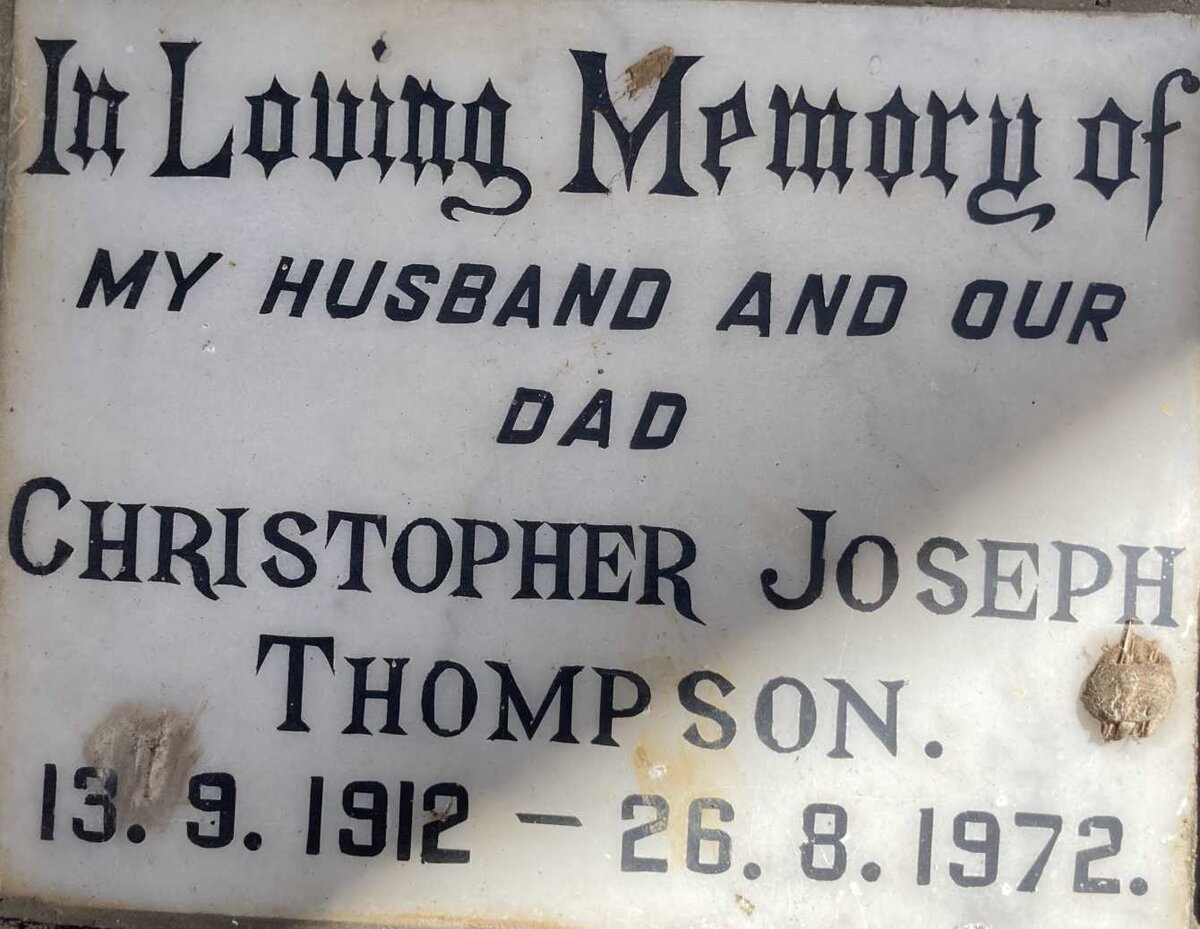 In Loving Memory of
MY HUSBAND AND OUR
DAD
CHRISTOPHER JOSEPH
THOMPSON.
13. 9. 1912 – 26. 8. 1972.